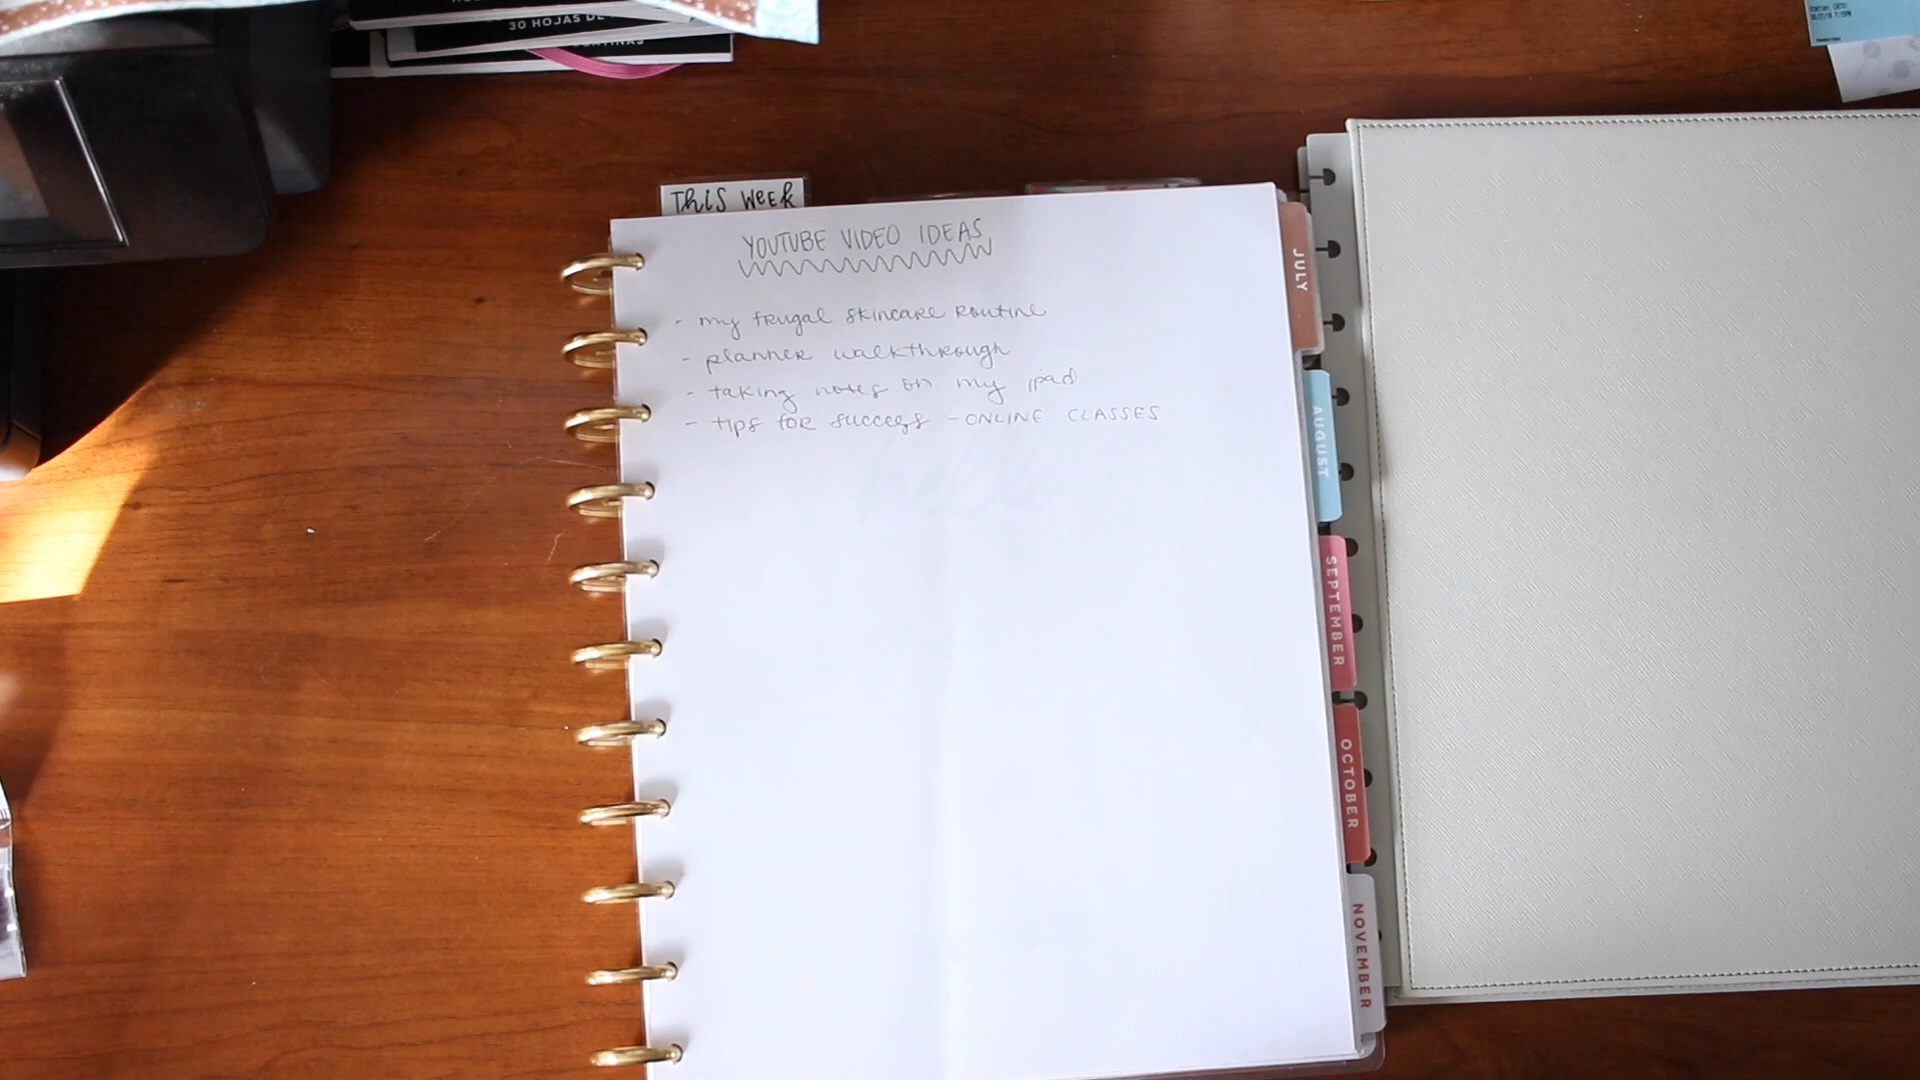 30 HOJAS DE
This Week
YOUTUBE VIDEO IDEAS
- my frugal skincare routine
- planner walkthrough
- taking notes on my ipad
- tips for success - ONLINE CLASSES
JULY
AUGUST
SEPTEMBER
OCTOBER
NOVEMBER